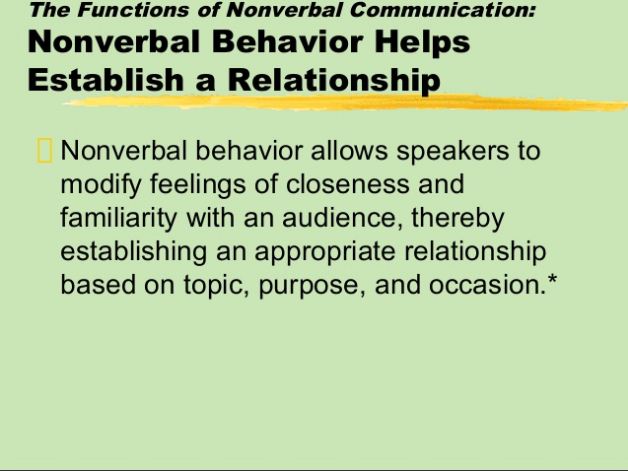 The Functions of Nonverbal Communication:
Nonverbal Behavior Helps
Establish a Relationship
Nonverbal behavior allows speakers to
modify feelings of closeness and
familiarity with an audience, thereby
establishing an appropriate relationship
based on topic, purpose, and occasion.*